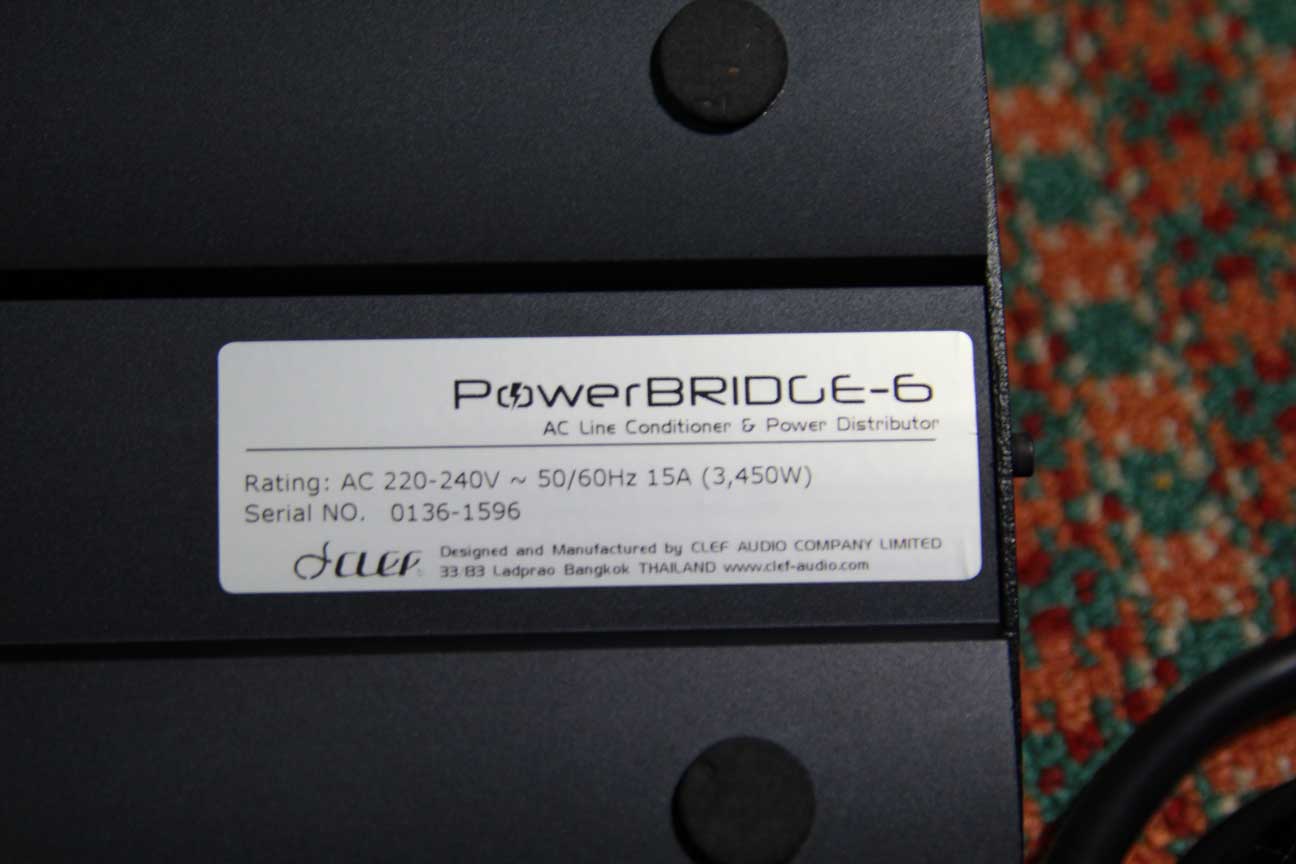 PowerBRIDGE-6
AC Line Conditioner & Power Distributor
Rating: AC 220-240V ~ 50/60Hz 15A (3,450W)
Serial NO. 0136-1596
CLEF
Designed and Manufactured by CLEF AUDIO COMPANY LIMITED
33 83 Ladprao Bangkok THAILAND www.clef-audio.com